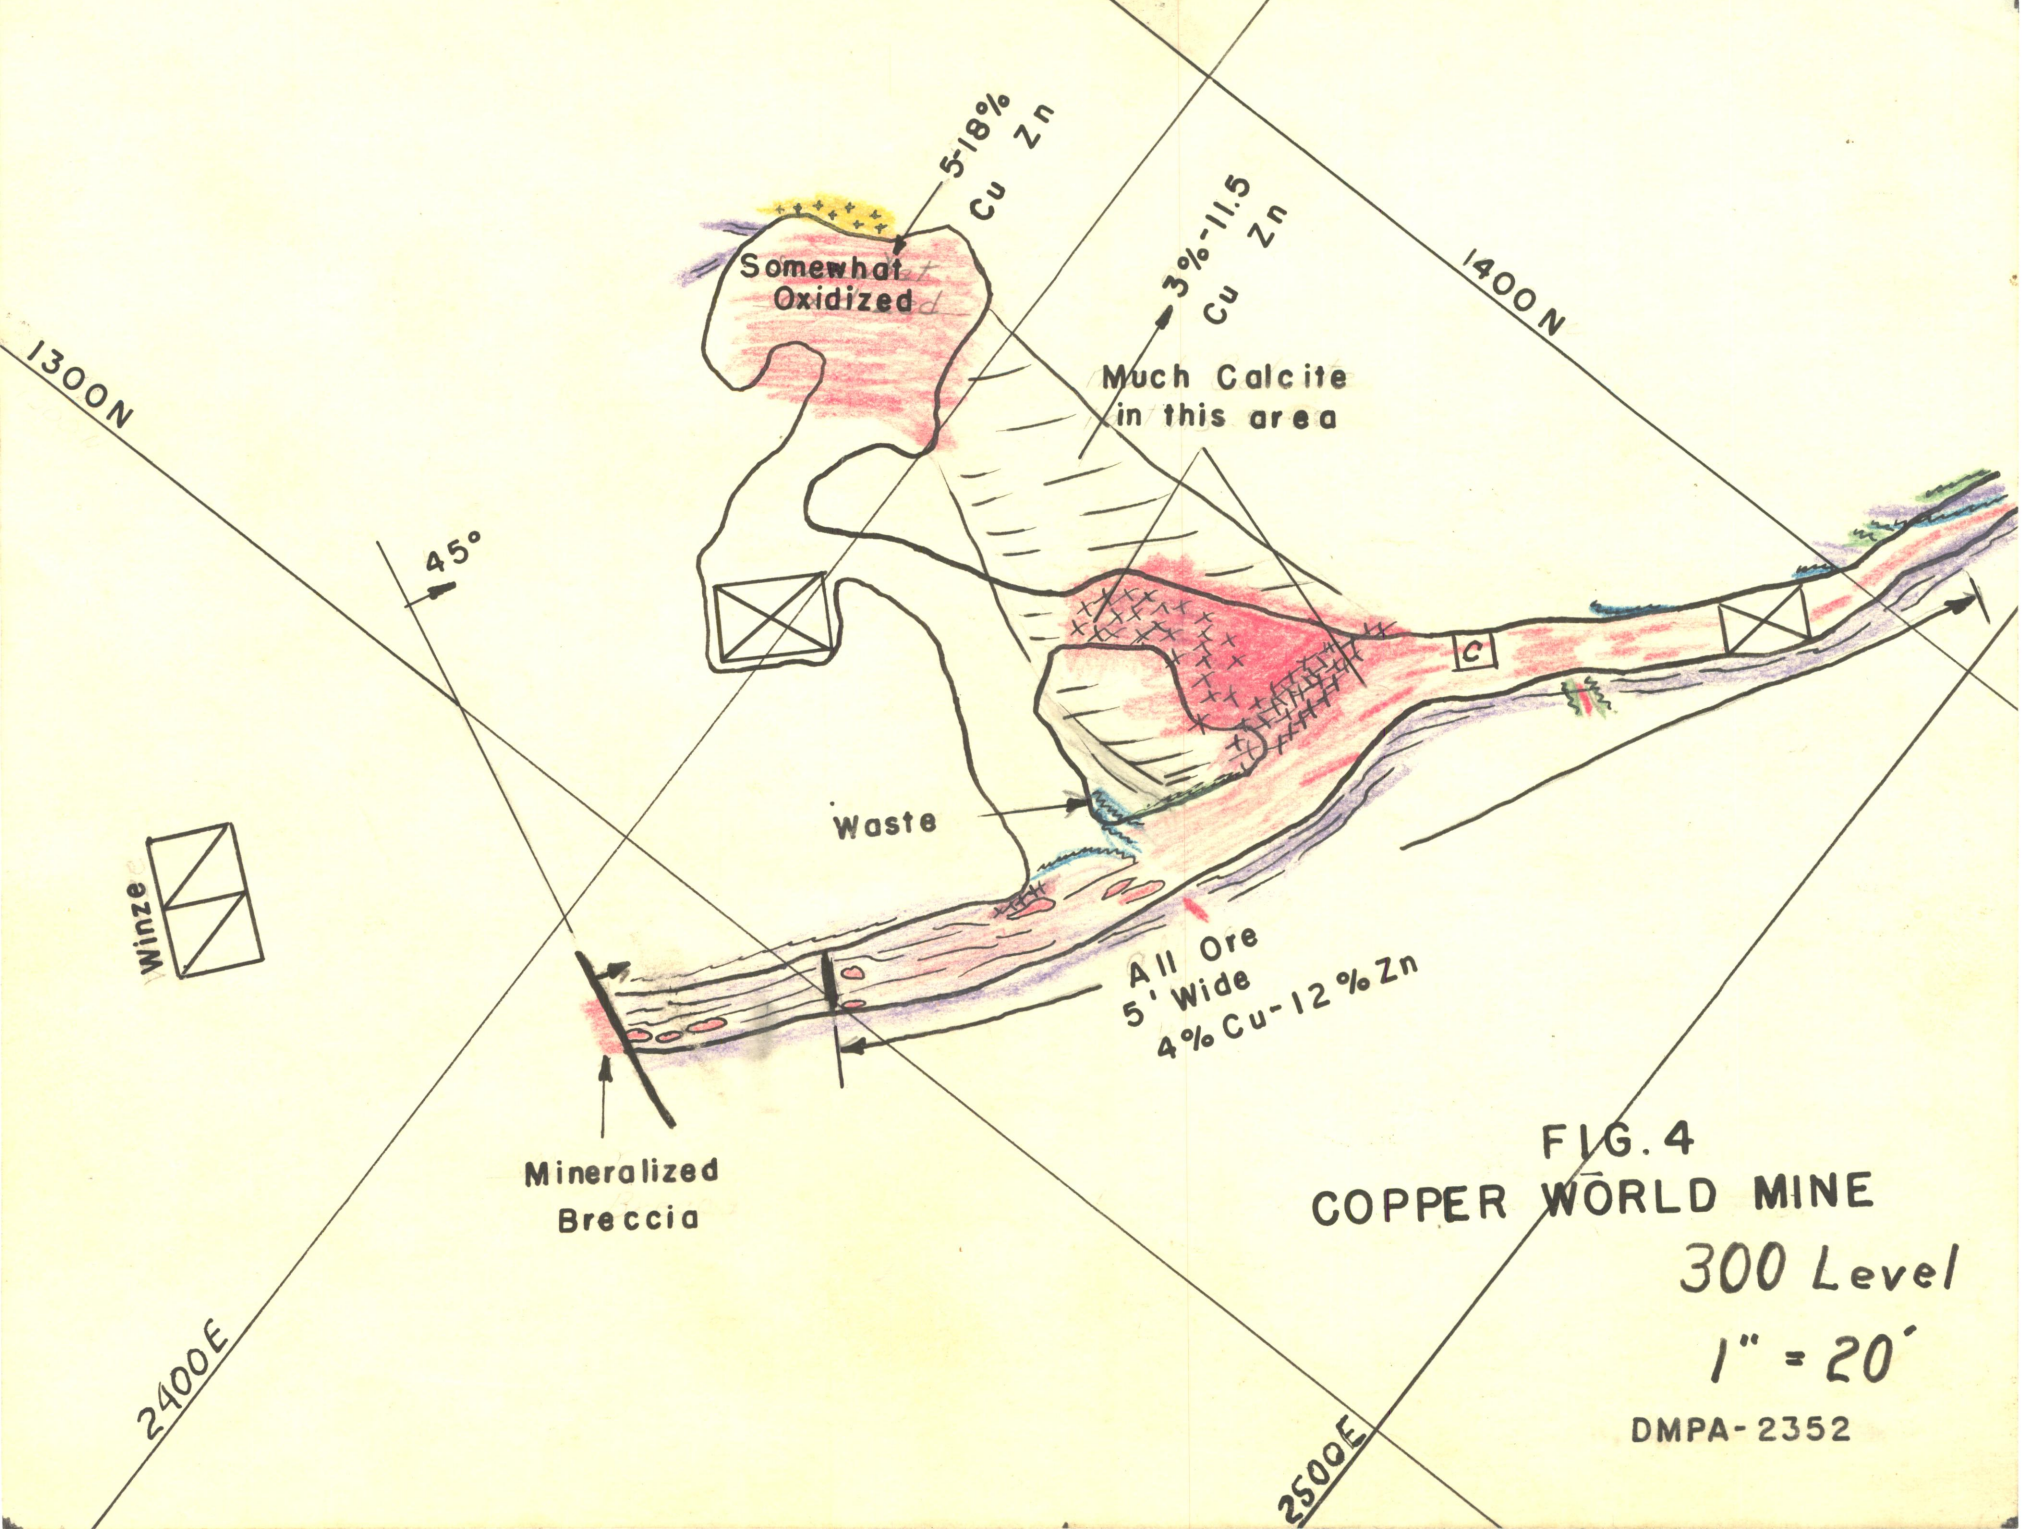 5-18%
Cu Zn
3%-11.5
Cu Zn
1400N
Somewhat
Oxidized
1300N
Much Calcite
in this area
45°
C
Waste
Winze
All Ore
5' Wide
4% Cu-12% Zn
Mineralized
Breccia
FIG. 4
COPPER WORLD MINE
300 Level
1" = 20'
DMPA-2352
2400E
2500E